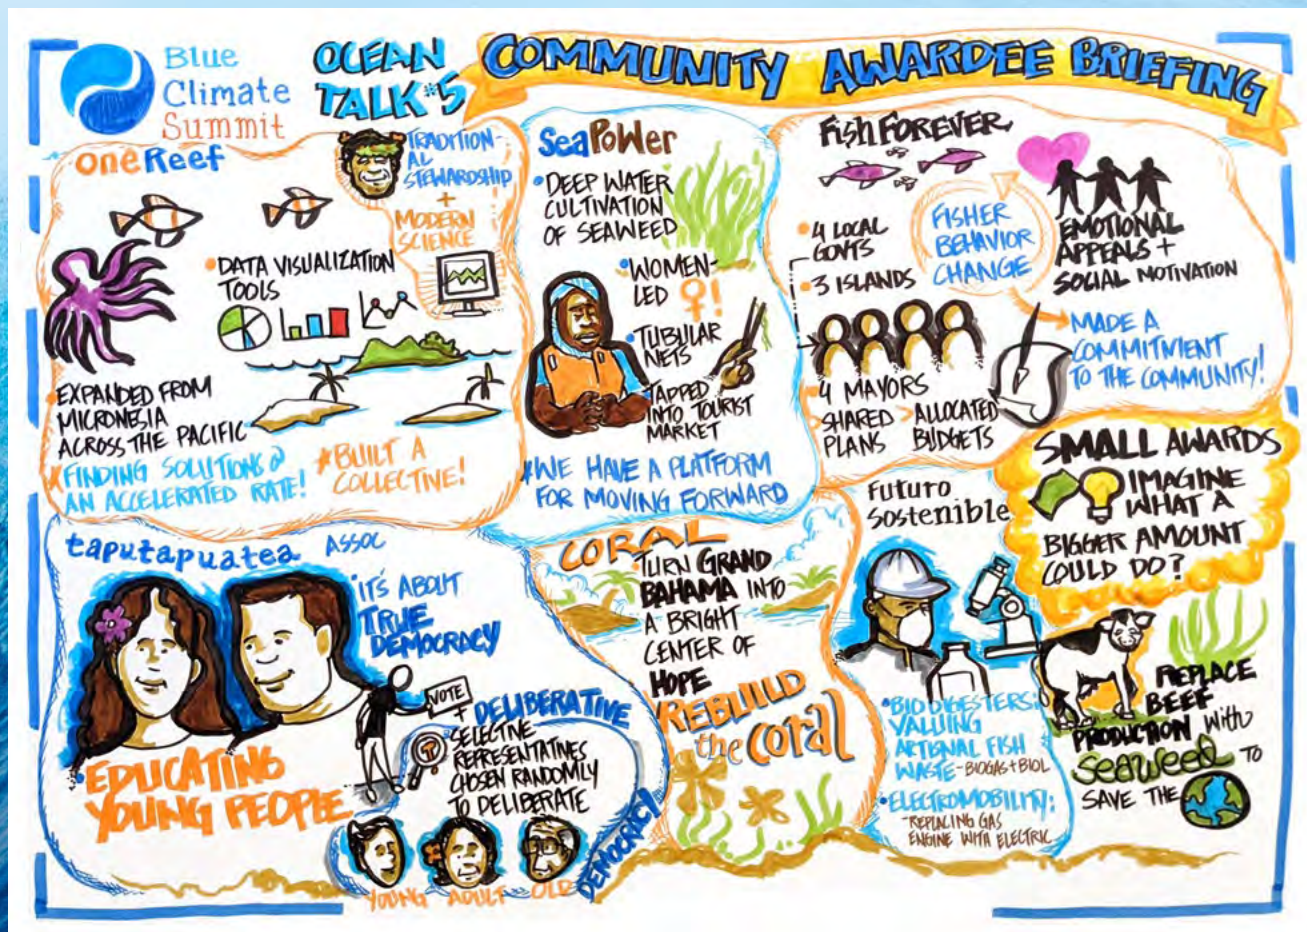 Blue
Climate
Summit
OCEAN
TALK #5
COMMUNITY AWARDEE BRIEFING
oneReef
TRADITION-
AL
STEWARDSHIP
+
MODERN
SCIENCE
DATA VISUALIZATION
TOOLS
EXPANDED FROM
MICRONESIA
ACROSS THE PACIFIC
*FINDING SOLUTIONS @
AN ACCELERATED RATE!
*BUILT A
COLLECTIVE!
SeaPoWer
• DEEP WATER
CULTIVATION
OF SEAWEED
• WOMEN-
LED ♀!
• TUBULAR
NETS
• TAPPED
INTO TOURIST
MARKET
*WE HAVE A PLATFORM
FOR MOVING FORWARD
Fish FOREVER
• 4 LOCAL
GOVTS
• 3 ISLANDS
FISHER
BEHAVIOR
CHANGE
EMOTIONAL
APPEALS +
SOCIAL MOTIVATION
MADE A
COMMITMENT
TO THE COMMUNITY!
4 MAYORS
> SHARED
PLANS
> ALLOCATED
BUDGETS
SMALL AWARDS
IMAGINE
WHAT A
BIGGER AMOUNT
COULD DO?
taputapuatea ASSOC
• IT'S ABOUT
TRUE
DEMOCRACY
VOTE
+ DELIBERATIVE
• SELECTIVE
REPRESENTATIVES
CHOSEN RANDOMLY
TO DELIBERATE
DEMOCRACY
• EDUCATING
YOUNG PEOPLE
YOUNG ADULT OLD
CORAL
• TURN GRAND
BAHAMA INTO
A BRIGHT
CENTER OF
HOPE
REBUILD
the CORAL
Futuro
Sostenible
• BIODIGESTERS:
VALUING
ARTIONAL FISH
WASTE - BIOGAS + BIOL
• ELECTROMOBILITY:
- REPLACING GAS
ENGINE WITH ELECTRIC
REPLACE
BEEF
PRODUCTION with
Seaweed TO
SAVE THE